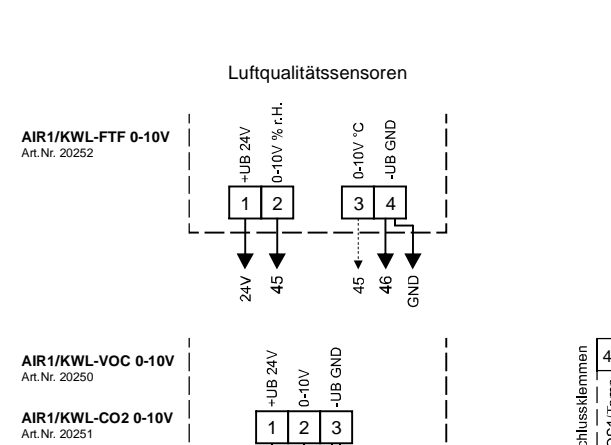 Luftqualitätssensoren
AIR1/KWL-FTF 0-10V
Art.Nr. 20252
+UB 24V
0-10V % r.H.
0-10V °C
-UB GND
1 2 3 4
24V
45
45
46
GND
AIR1/KWL-VOC 0-10V
Art.Nr. 20250
AIR1/KWL-CO2 0-10V
Art.Nr. 20251
+UB 24V
0-10V
-UB GND
1 2 3
4